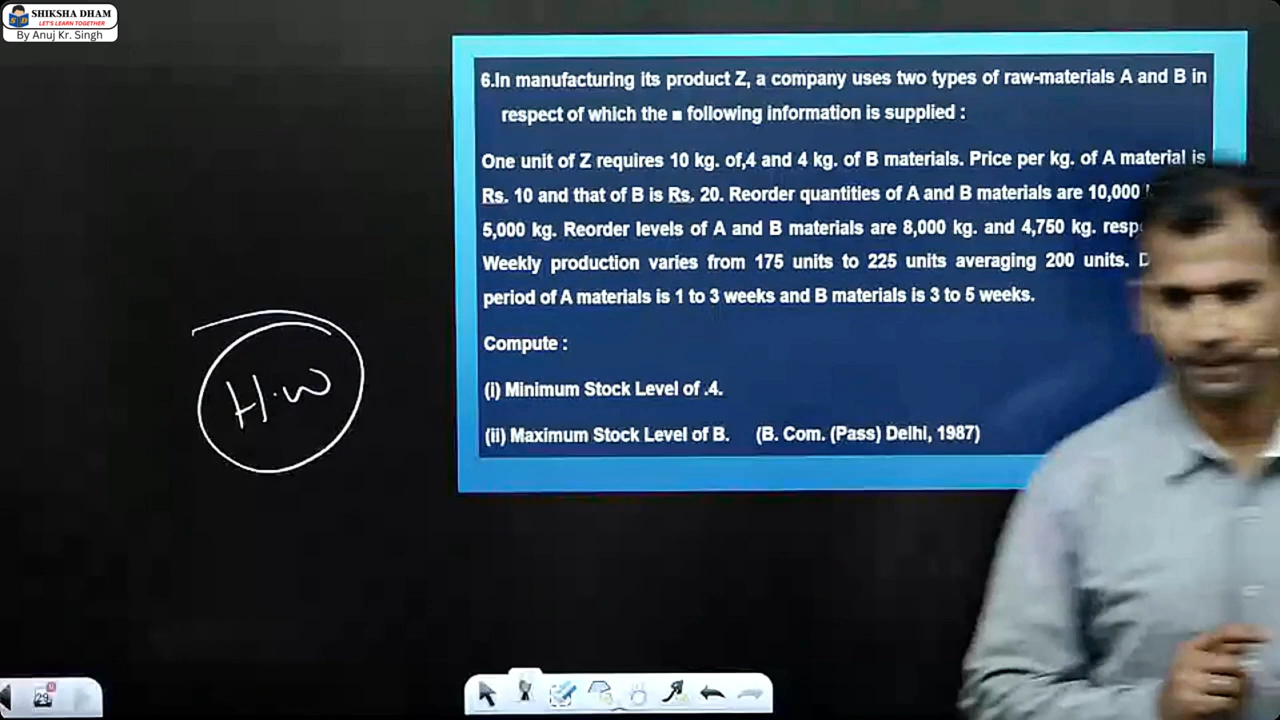 SHIKSHA DHAM
LET'S LEARN TOGETHER
By Anuj Kr. Singh
6.In manufacturing its product Z, a company uses two types of raw-materials A and B in
respect of which the ■ following information is supplied :
One unit of Z requires 10 kg. of,4 and 4 kg. of B materials. Price per kg. of A material is
Rs. 10 and that of B is Rs. 20. Reorder quantities of A and B materials are 10,000
5,000 kg. Reorder levels of A and B materials are 8,000 kg. and 4,750 kg.
Weekly production varies from 175 units to 225 units averaging 200 units.
period of A materials is 1 to 3 weeks and B materials is 3 to 5 weeks.
Compute :
(i) Minimum Stock Level of .4.
(ii) Maximum Stock Level of B. (B. Com. (Pass) Delhi, 1987)
H.W
29